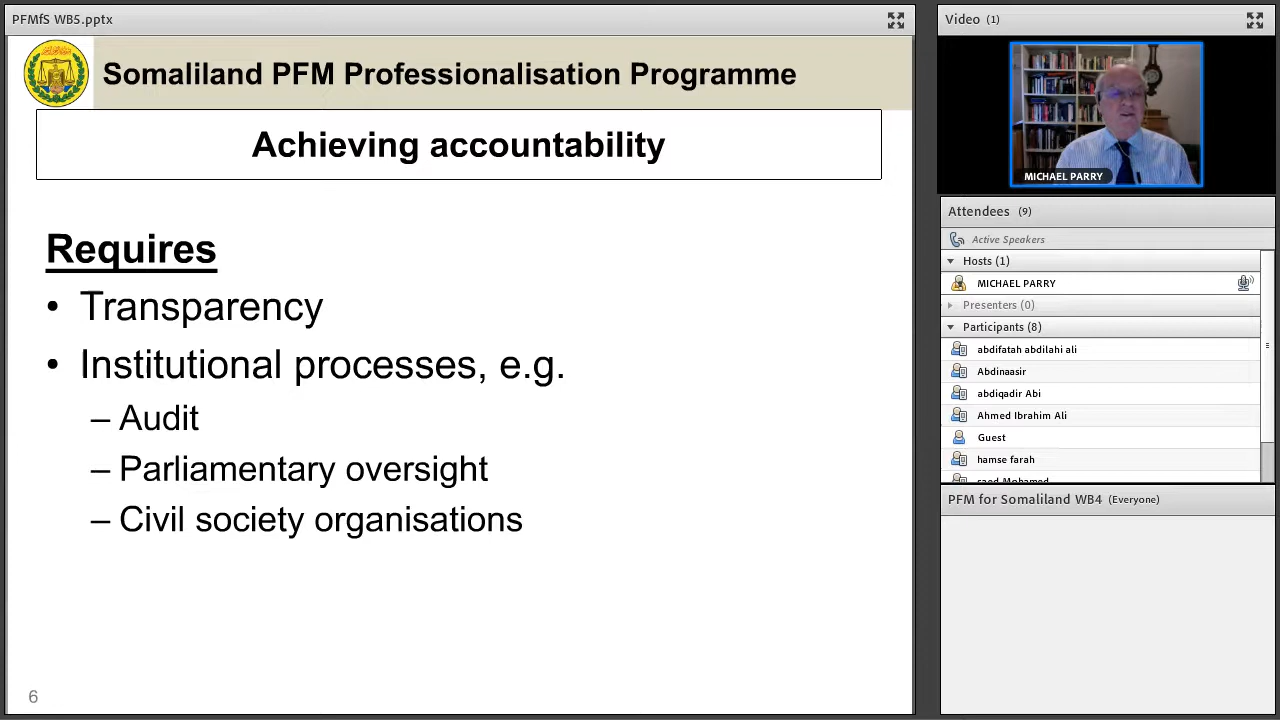 PFMfS WB5.pptx
Somaliland PFM Professionalisation Programme
Achieving accountability
Requires
• Transparency
• Institutional processes, e.g.
– Audit
– Parliamentary oversight
– Civil society organisations
6
Video (1)
MICHAEL PARRY
Attendees (9)
Active Speakers
Hosts (1)
MICHAEL PARRY
Presenters (0)
Participants (8)
abdifatah abdilahi ali
Abdinaasir
abdiqadir Abi
Ahmed Ibrahim Ali
Guest
hamse farah
saed Mohamed
PFM for Somaliland WB4 (Everyone)